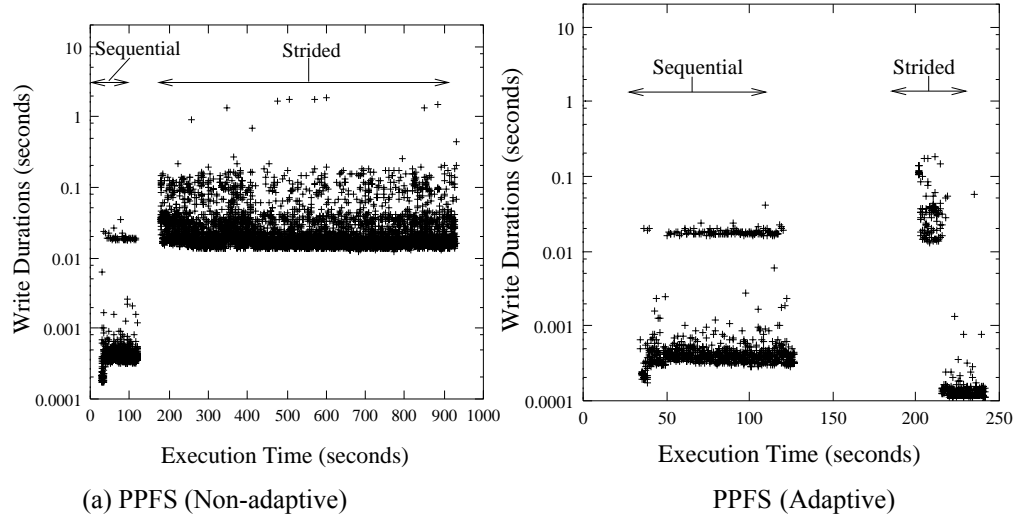 10
1
0.1
0.01
0.001
0.0001
Write Durations (seconds)
Sequential
Strided
0 100 200 300 400 500 600 700 800 900 1000
Execution Time (seconds)
(a) PPFS (Non-adaptive)
10
1
0.1
0.01
0.001
0.0001
Write Durations (seconds)
Sequential
Strided
0 50 100 150 200 250
Execution Time (seconds)
PPFS (Adaptive)